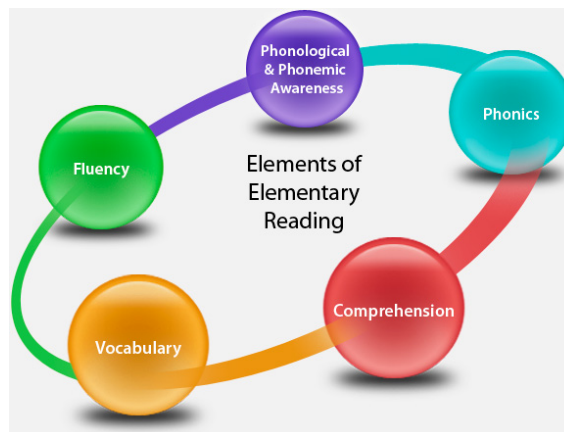 Phonological
& Phonemic
Awareness
Phonics
Fluency
Elements of
Elementary
Reading
Comprehension
Vocabulary